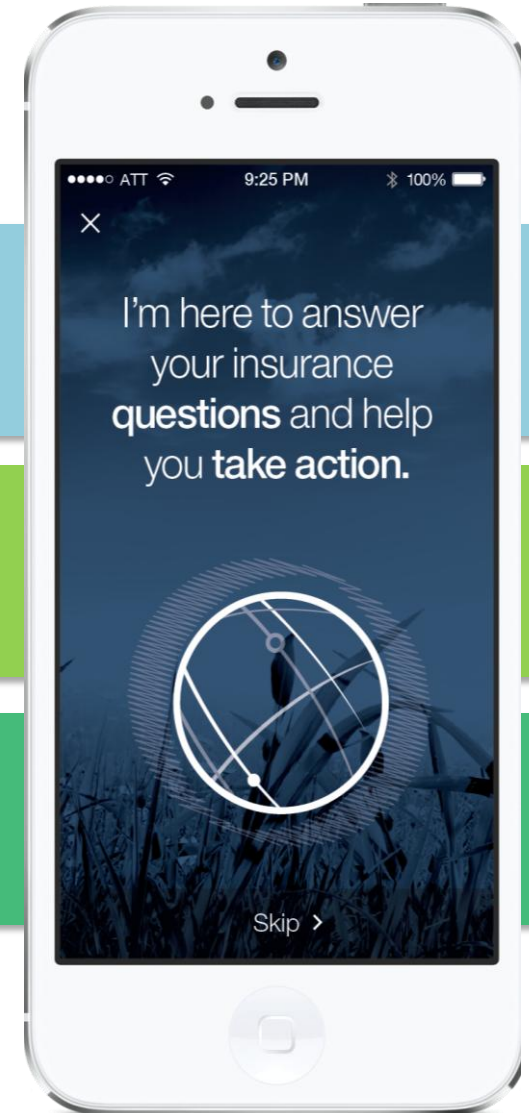 ATT 9:25 PM 100%
I'm here to answer
your insurance
questions and help
you take action.
Skip >